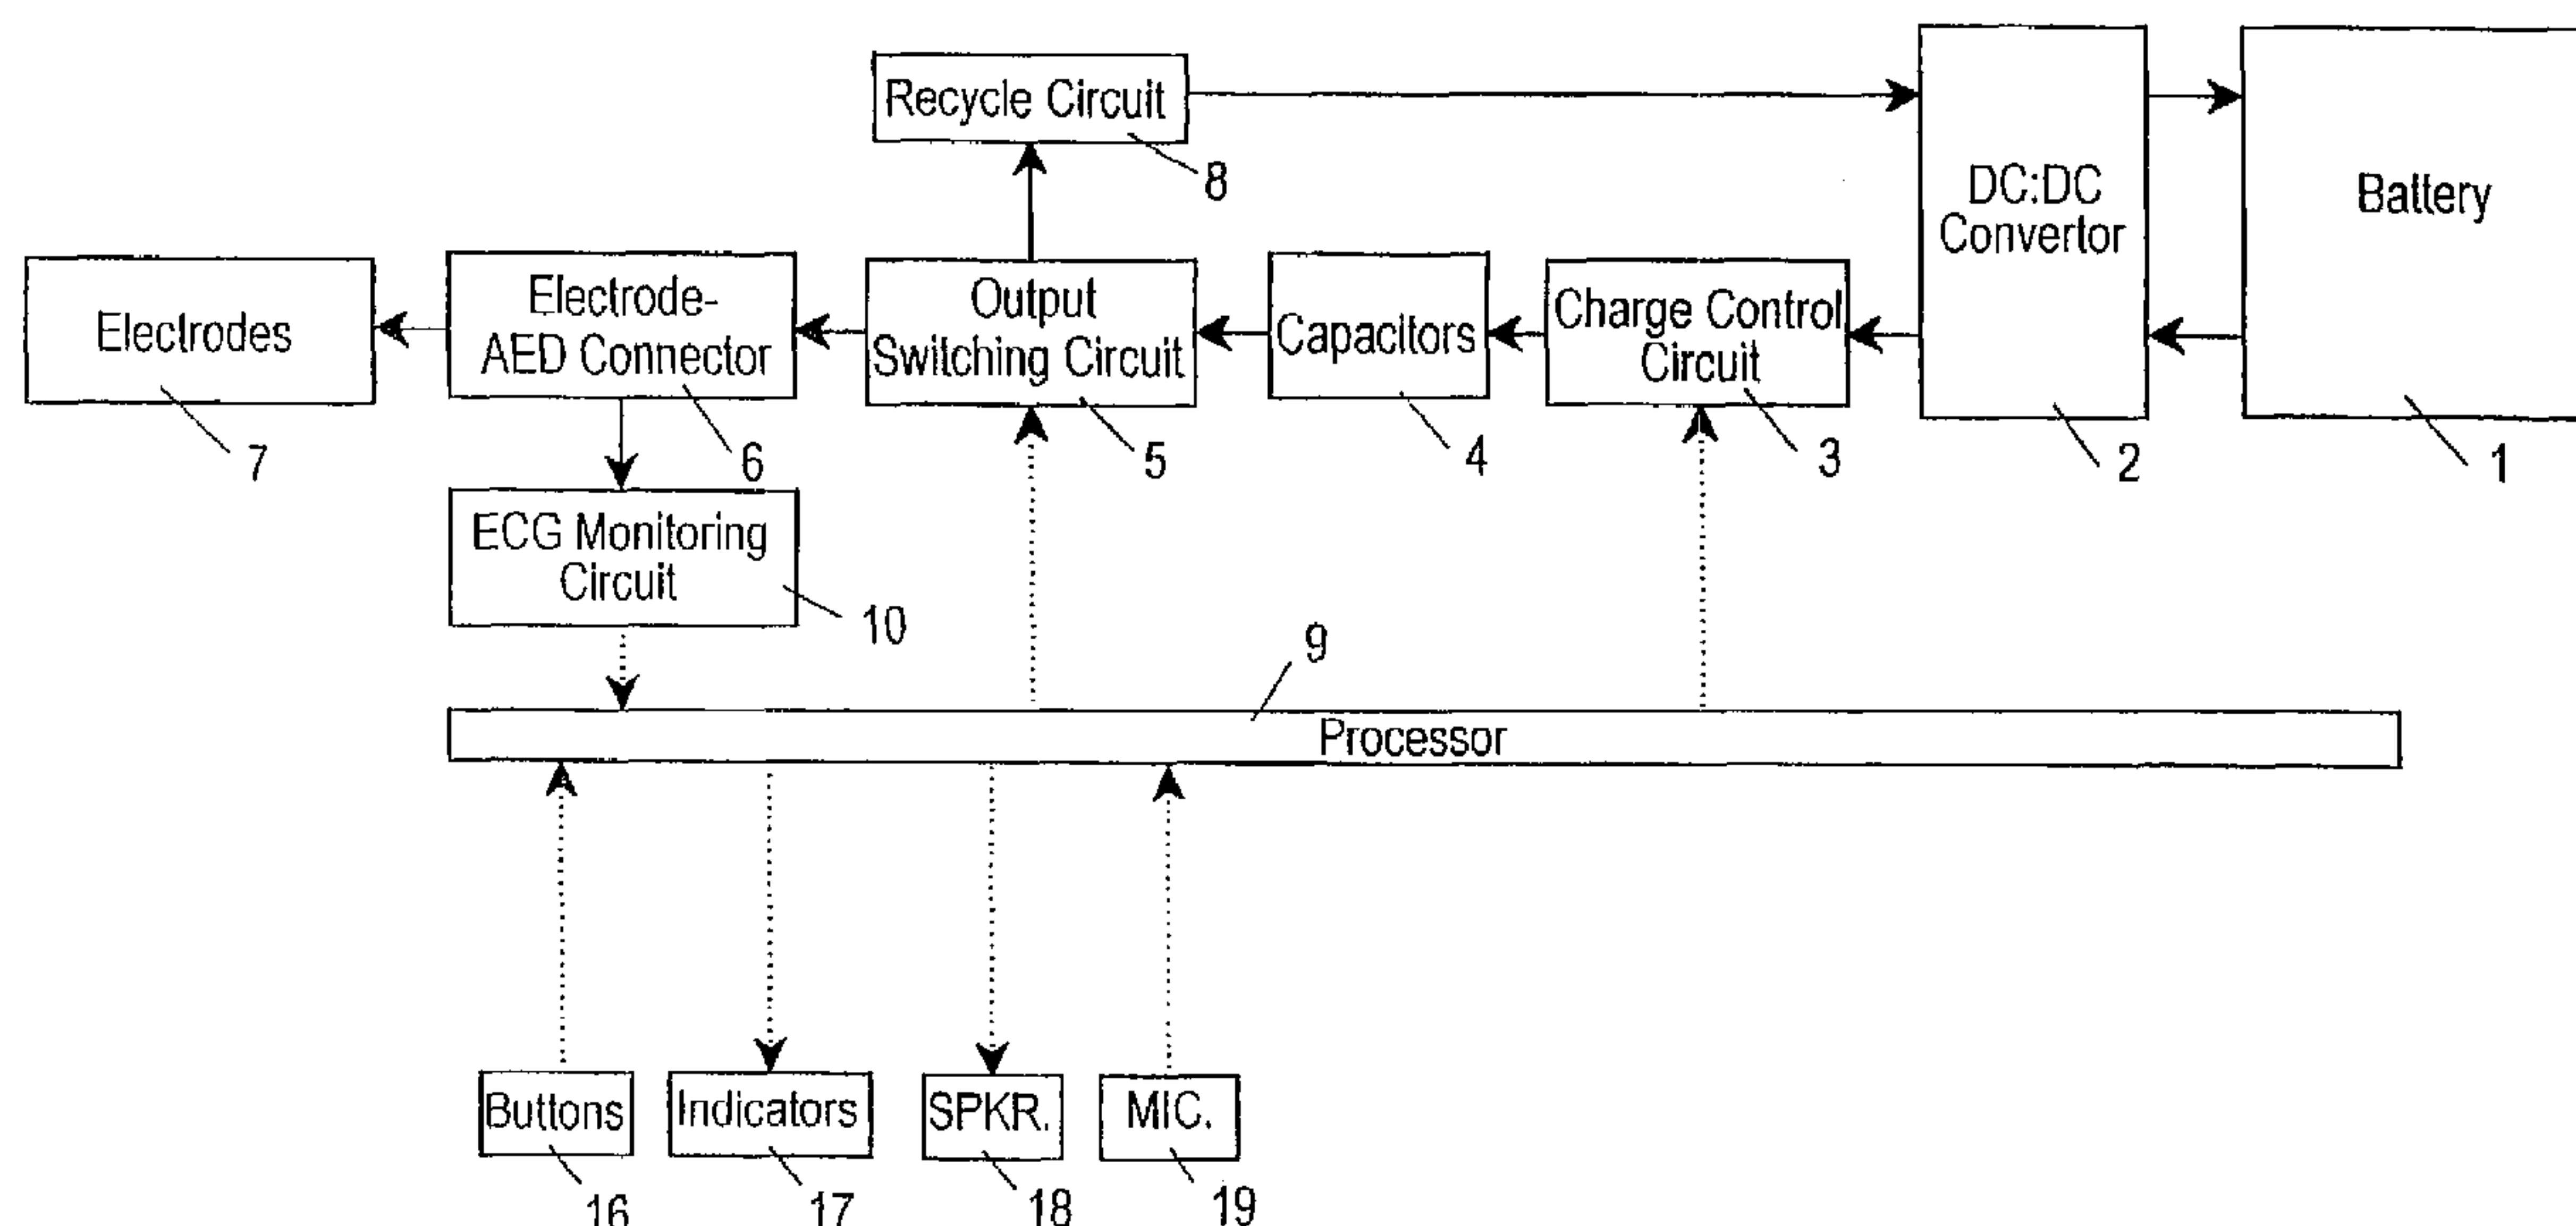 Recycle Circuit
8
DC:DC
Convertor
2
Battery
1
Electrodes
7
Electrode-
AED Connector
6
Output
Switching Circuit
5
Capacitors
4
Charge Control
Circuit
3
ECG Monitoring
Circuit
10
9
Processor
Buttons
16
Indicators
17
SPKR.
18
MIC.
19